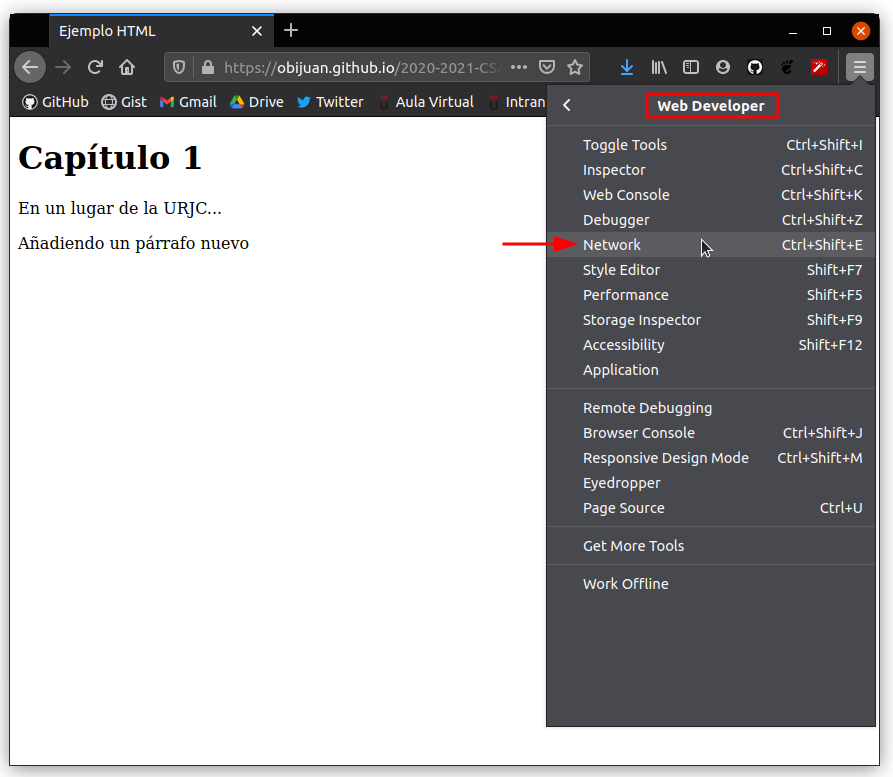 Ejemplo HTML
https://obijuan.github.io/2020-2021-CSA
GitHub Gist Gmail Drive Twitter Aula Virtual Intran
Web Developer
Capítulo 1
En un lugar de la URJC...
Añadiendo un párrafo nuevo
Toggle Tools Ctrl+Shift+I
Inspector Ctrl+Shift+C
Web Console Ctrl+Shift+K
Debugger Ctrl+Shift+Z
Network Ctrl+Shift+E
Style Editor Shift+F7
Performance Shift+F5
Storage Inspector Shift+F9
Accessibility Shift+F12
Application
Remote Debugging
Browser Console Ctrl+Shift+J
Responsive Design Mode Ctrl+Shift+M
Eyedropper
Page Source Ctrl+U
Get More Tools
Work Offline